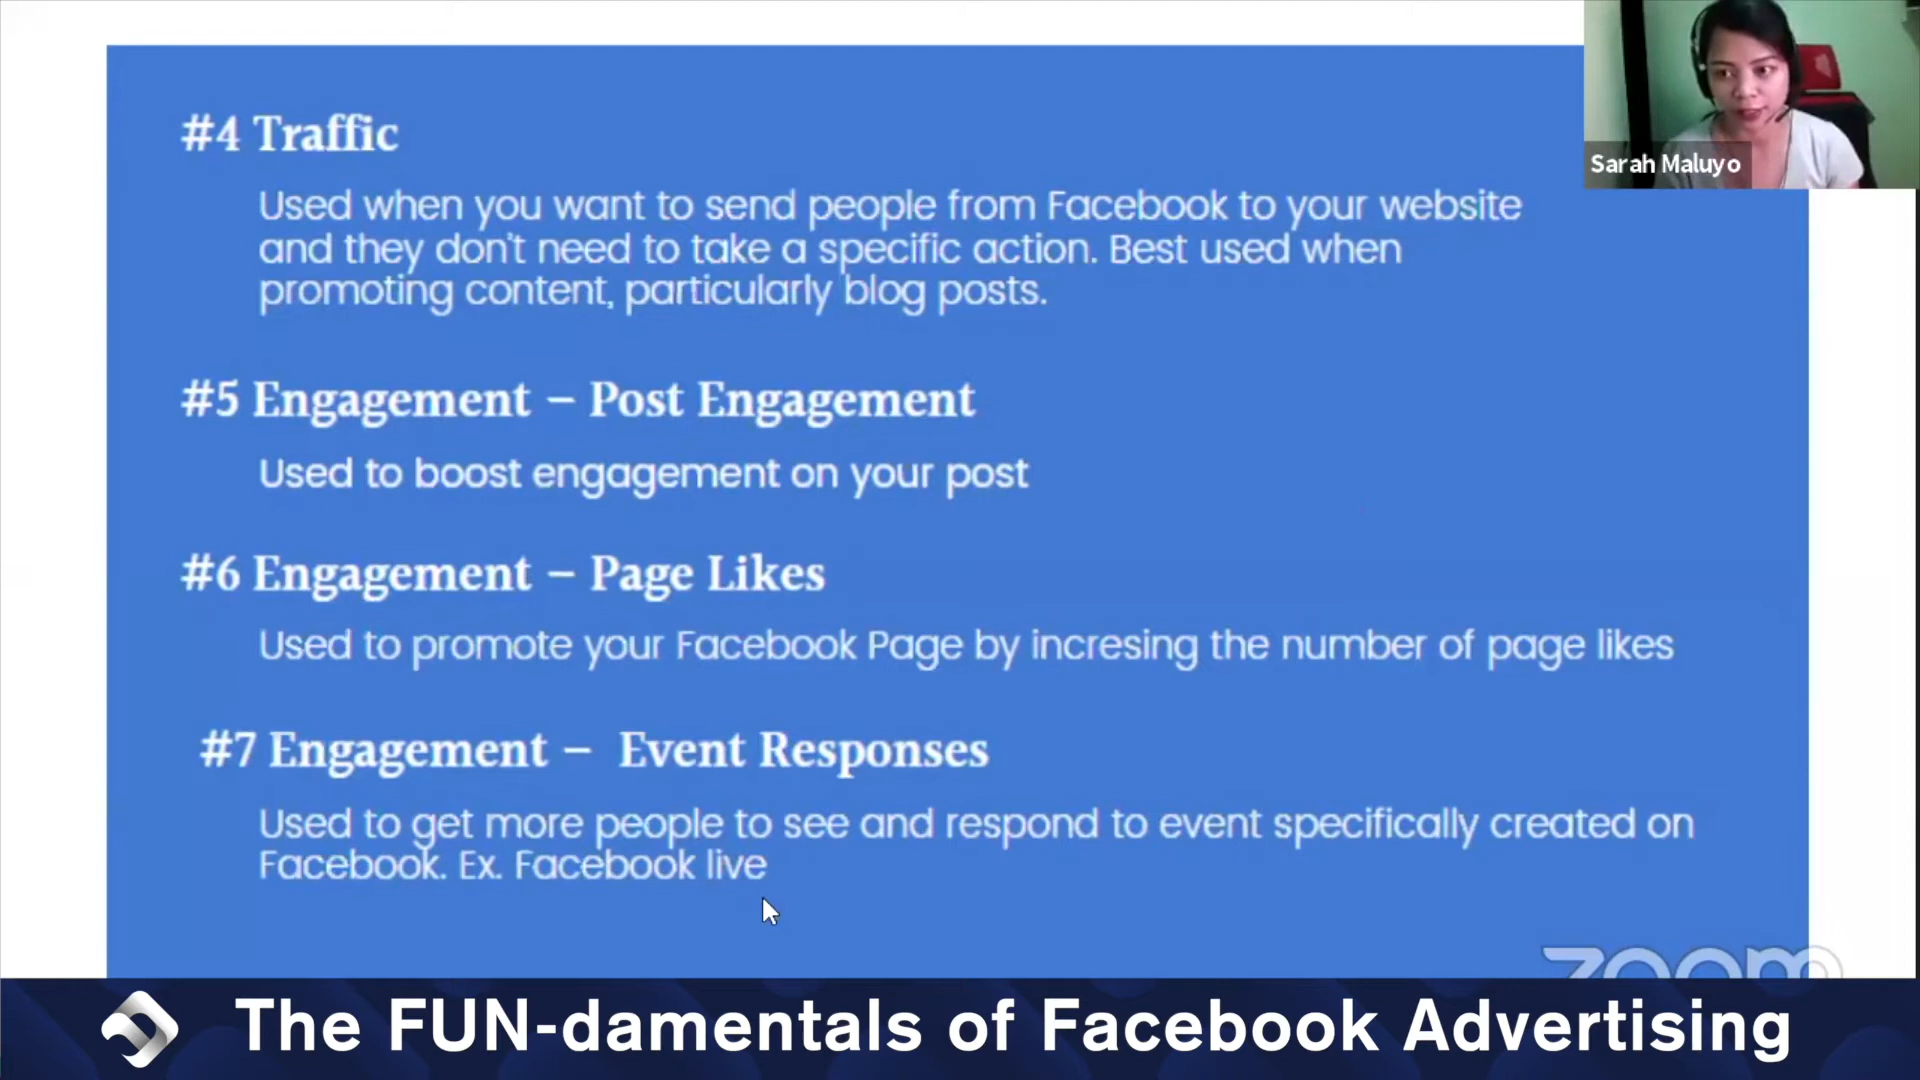 #4 Traffic
Used when you want to send people from Facebook to your website
and they don't need to take a specific action. Best used when
promoting content, particularly blog posts.
#5 Engagement – Post Engagement
Used to boost engagement on your post
#6 Engagement – Page Likes
Used to promote your Facebook Page by incresing the number of page likes
#7 Engagement – Event Responses
Used to get more people to see and respond to event specifically created on
Facebook. Ex. Facebook live
Sarah Maluyo
zoom
The FUN-damentals of Facebook Advertising